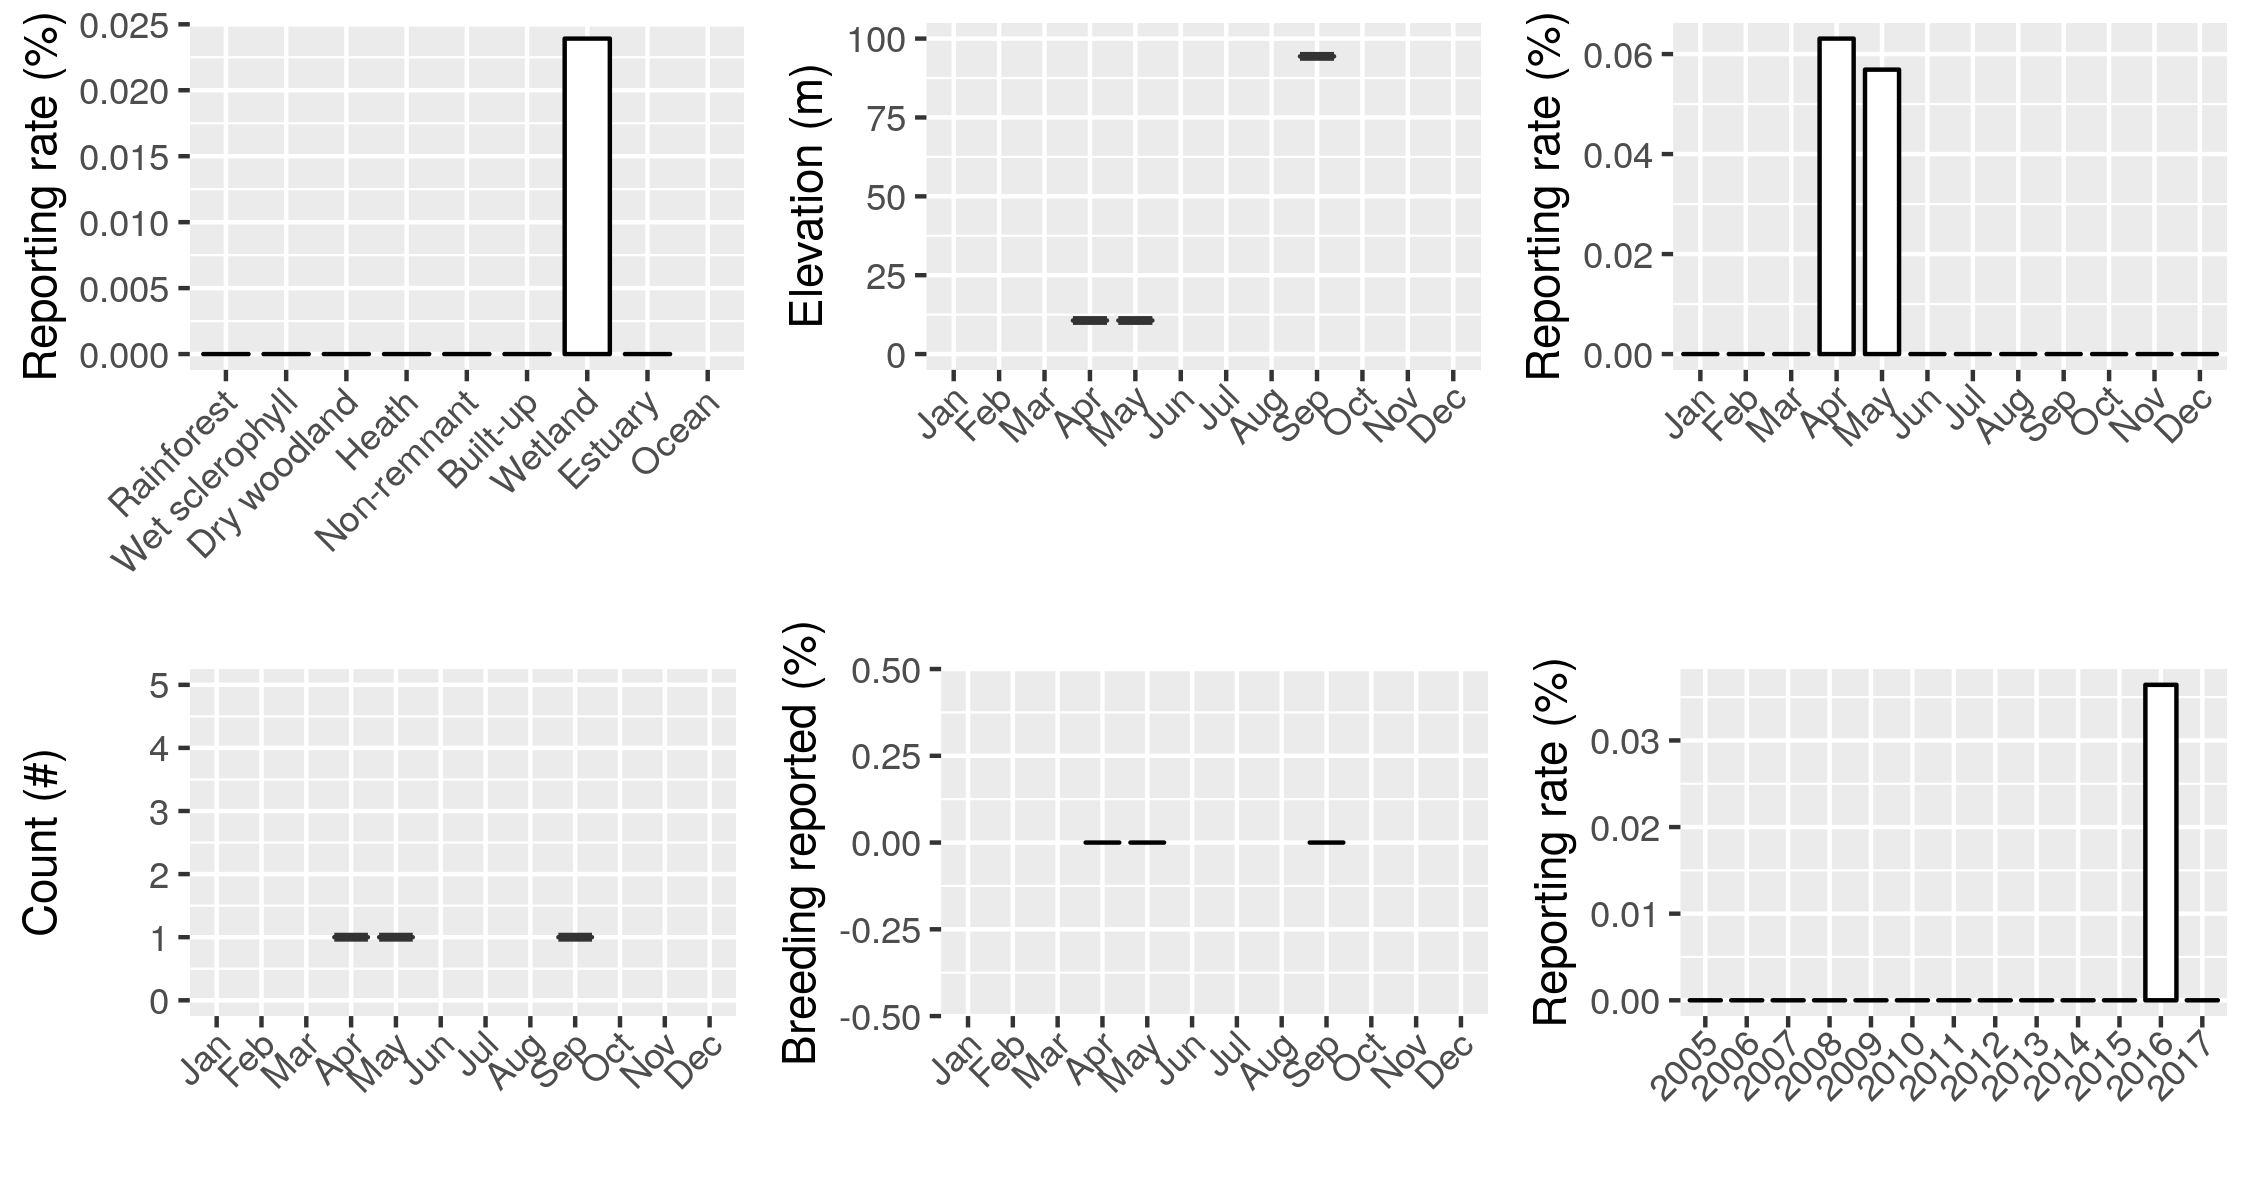 Reporting rate (%)
0.025
0.020
0.015
0.010
0.005
0.000
Rainforest
Wet sclerophyll
Dry woodland
Heath
Non-remnant
Built-up
Wetland
Estuary
Ocean
Elevation (m)
100
75
50
25
0
Jan
Feb
Mar
Apr
May
Jun
Jul
Aug
Sep
Oct
Nov
Dec
Reporting rate (%)
0.06
0.04
0.02
0.00
Jan
Feb
Mar
Apr
May
Jun
Jul
Aug
Sep
Oct
Nov
Dec
Count (#)
5
4
3
2
1
0
Jan
Feb
Mar
Apr
May
Jun
Jul
Aug
Sep
Oct
Nov
Dec
Breeding reported (%)
0.50
0.25
0.00
-0.25
-0.50
Jan
Feb
Mar
Apr
May
Jun
Jul
Aug
Sep
Oct
Nov
Dec
Reporting rate (%)
0.03
0.02
0.01
0.00
2005
2006
2007
2008
2009
2010
2011
2012
2013
2014
2015
2016
2017